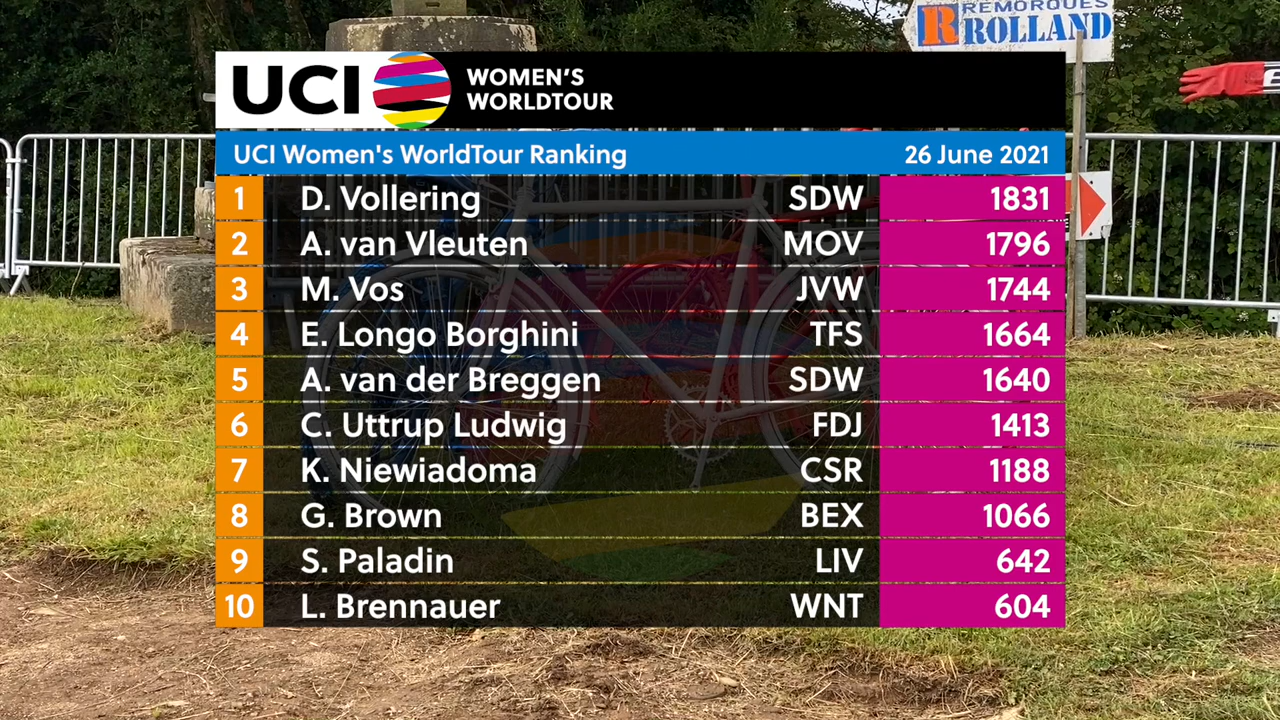 REMORQUES
R ROLLAND
UCI WOMEN'S
WORLDTOUR
UCI Women's WorldTour Ranking 26 June 2021
1 D. Vollering SDW 1831
2 A. van Vleuten MOV 1796
3 M. Vos JVW 1744
4 E. Longo Borghini TFS 1664
5 A. van der Breggen SDW 1640
6 C. Uttrup Ludwig FDJ 1413
7 K. Niewiadoma CSR 1188
8 G. Brown BEX 1066
9 S. Paladin LIV 642
10 L. Brennauer WNT 604